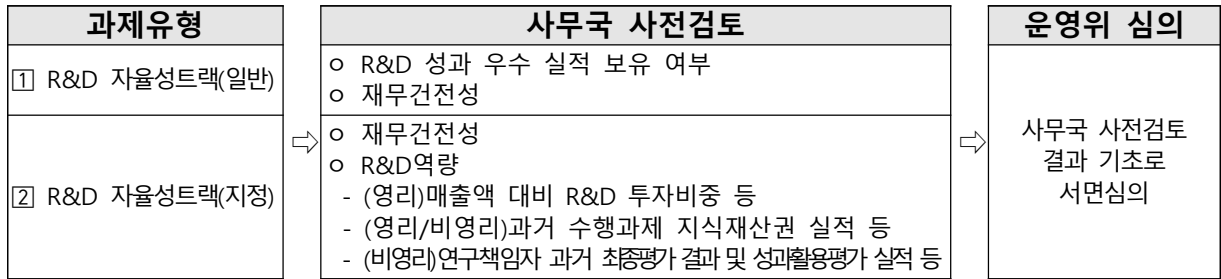 과제유형
사무국 사전검토
운영위 심의
① R&D 자율성트랙(일반)
ㅇ R&D 성과 우수 실적 보유 여부
ㅇ 재무건전성
② R&D 자율성트랙(지정)
⇨
ㅇ 재무건전성
ㅇ R&D역량
- (영리)매출액 대비 R&D 투자비중 등
- (영리/비영리)과거 수행과제 지식재산권 실적 등
- (비영리)연구책임자 과거 최종평가 결과 및 성과활용평가 실적 등
⇨
사무국 사전검토
결과 기초로
서면심의